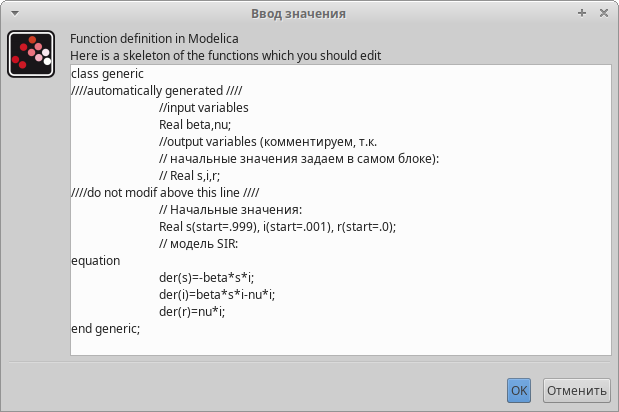 Ввод значения
Function definition in Modelica
Here is a skeleton of the functions which you should edit
class generic
////automatically generated ////
//input variables
Real beta,nu;
//output variables (комментируем, т.к.
// начальные значения задаем в самом блоке):
// Real s,i,r;
////do not modif above this line ////
// Начальные значения:
Real s(start=.999), i(start=.001), r(start=.0);
// модель SIR:
equation
der(s)=-beta*s*i;
der(i)=beta*s*i-nu*i;
der(r)=nu*i;
end generic;
OK
Отменить